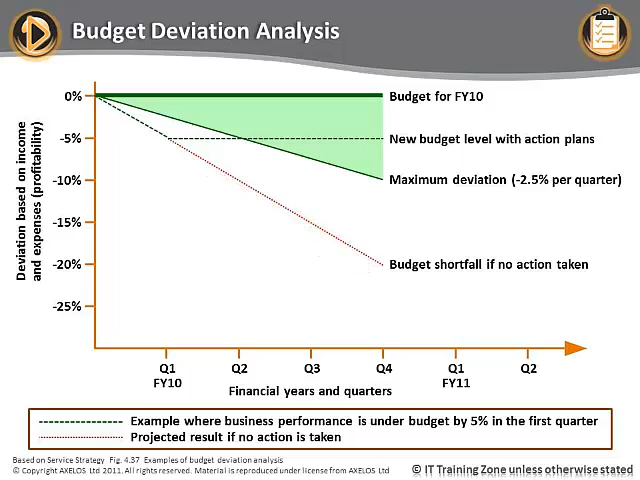 Budget Deviation Analysis
0%
-5%
-10%
-15%
-20%
-25%
Deviation based on income
and expenses (profitability)
Budget for FY10
New budget level with action plans
Maximum deviation (-2.5% per quarter)
Budget shortfall if no action taken
Q1 Q2 Q3 Q4 Q1 Q2
FY10 FY11
Financial years and quarters
Example where business performance is under budget by 5% in the first quarter
Projected result if no action is taken
Based on Service Strategy Fig. 4.37 Examples of budget deviation analysis
© Copyright AXELOS Ltd 2011. All rights reserved. Material is reproduced under license from AXELOS Ltd
© IT Training Zone unless otherwise stated